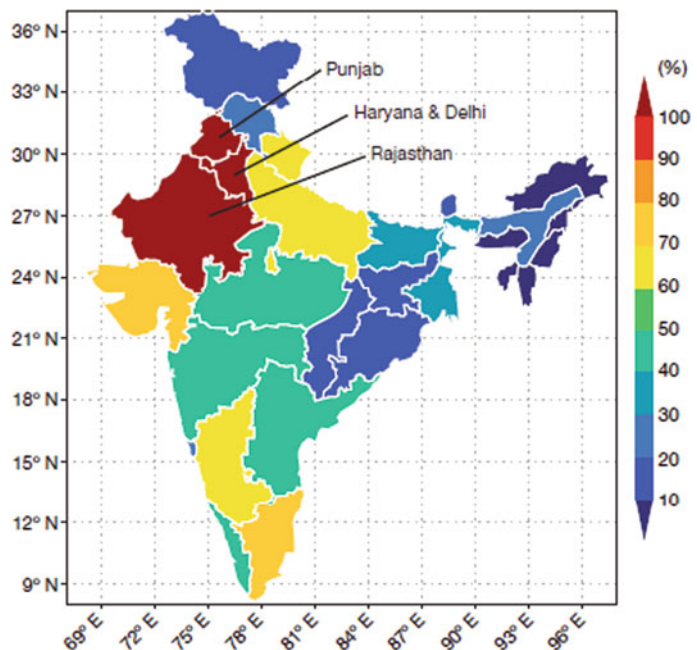 36° N
33° N
30° N
27° N
24° N
21° N
18° N
15° N
12° N
9° N
Punjab
Haryana & Delhi
Rajasthan
(%)
100
90
80
70
60
50
40
30
20
10
69° E
72° E
75° E
78° E
81° E
84° E
87° E
90° E
93° E
96° E